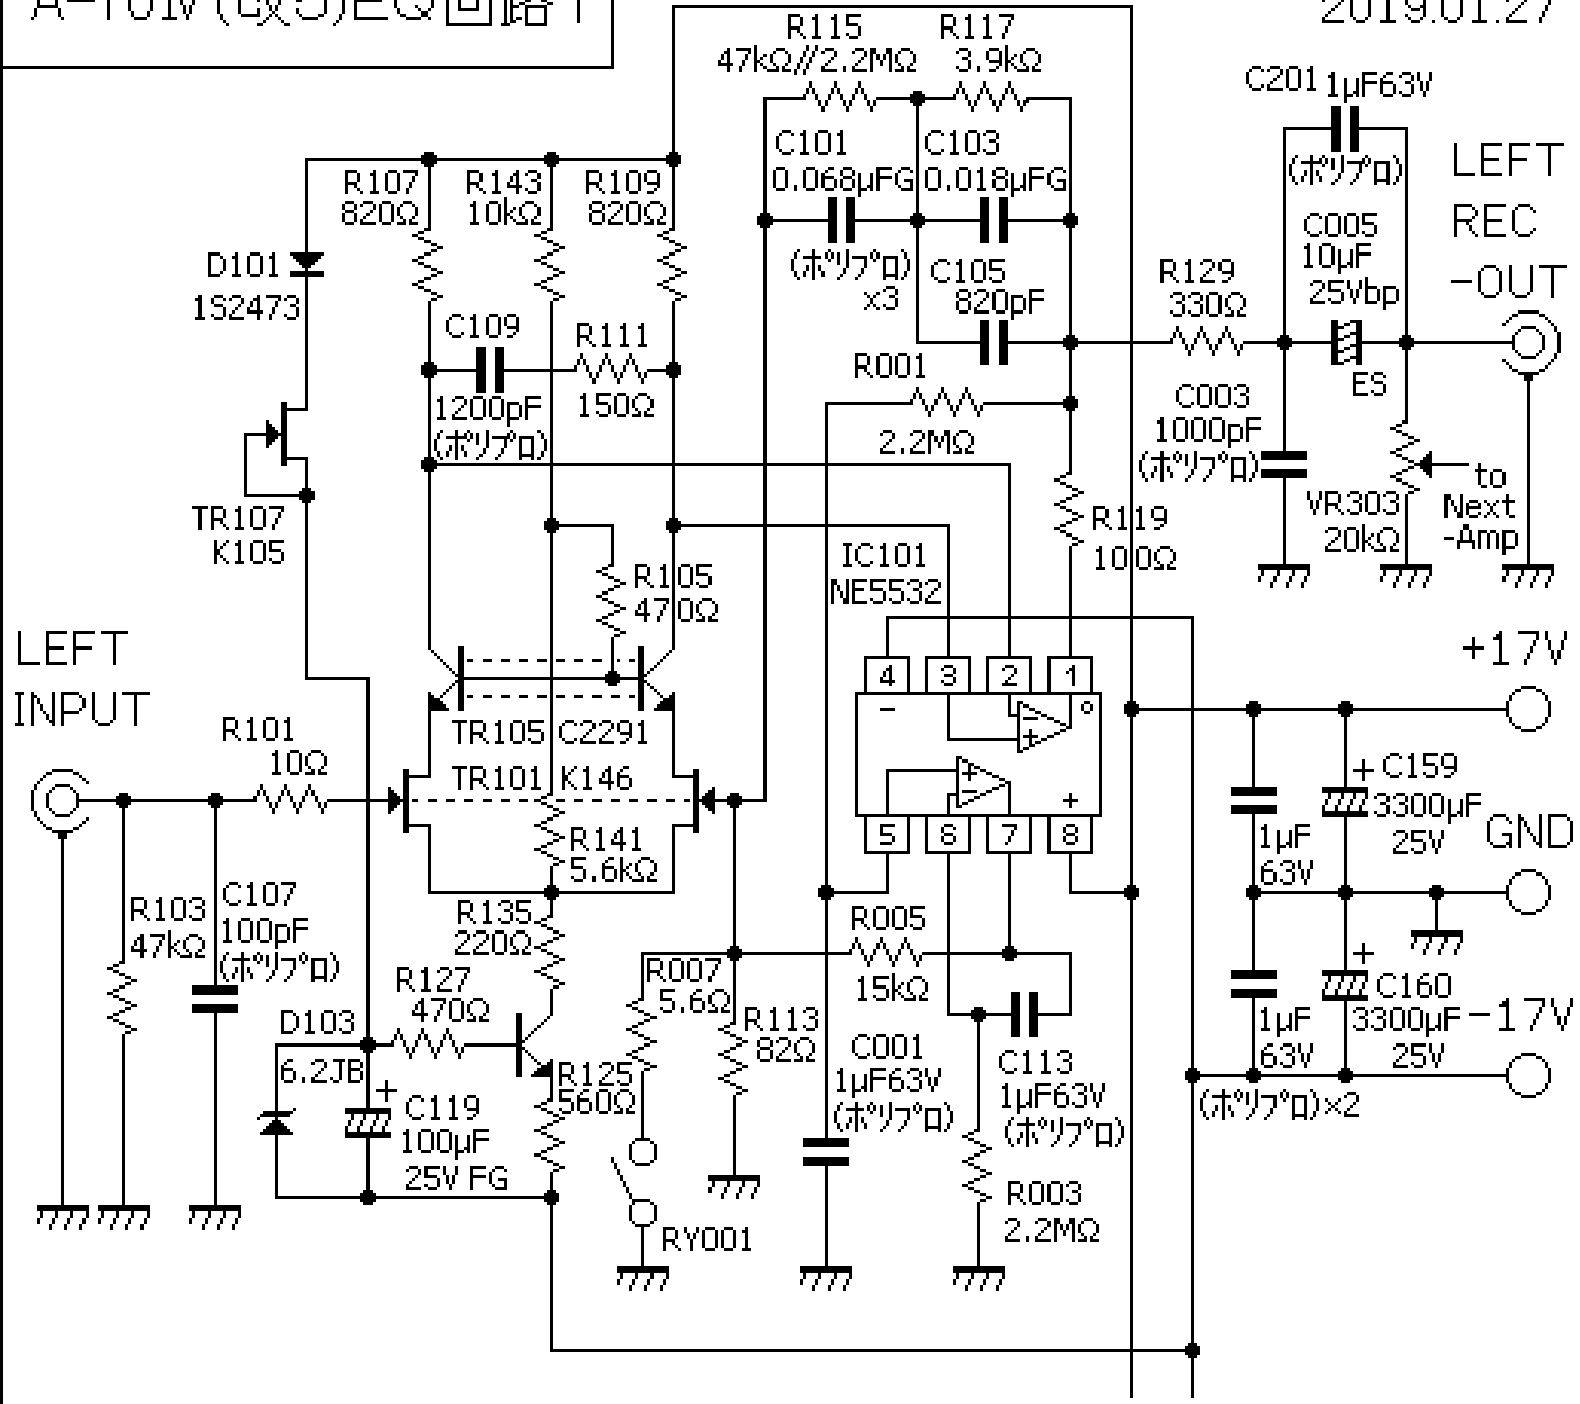 A-10Ⅳ(改5)EQ回路1
2019.01.27
R115
47kΩ//2.2MΩ
R117
3.9kΩ
C201 1μF63V
(ポリプロ)
LEFT
REC
-OUT
R107
820Ω
R143
10kΩ
R109
820Ω
C101
0.068μFG
(ポリプロ)
x3
C103
0.018μFG
C105
820pF
D101
1S2473
C005
10μF
25Vbp
ES
R129
330Ω
C109
1200pF
(ポリプロ)
R111
150Ω
R001
2.2MΩ
C003
1000pF
(ポリプロ)
VR303
20kΩ
to
Next
-Amp
TR107
K105
R119
100Ω
IC101
NE5532
R105
470Ω
LEFT
INPUT
4
3
2
1
-
-
+
+
-
+
5
6
7
8
+17V
TR105 C2291
TR101 K146
R101
10Ω
R141
5.6kΩ
+ C159
3300μF
25V
1μF
63V
GND
R103
47kΩ
C107
100pF
(ポリプロ)
R135
220Ω
R005
15kΩ
R007
5.6Ω
R113
82Ω
R127
470Ω
D103
6.2JB
+
C119
100μF
25V FG
R125
560Ω
RY001
C001
1μF63V
(ポリプロ)
C113
1μF63V
(ポリプロ)
R003
2.2MΩ
+
C160
3300μF
25V
1μF
63V
-17V
(ポリプロ)×2